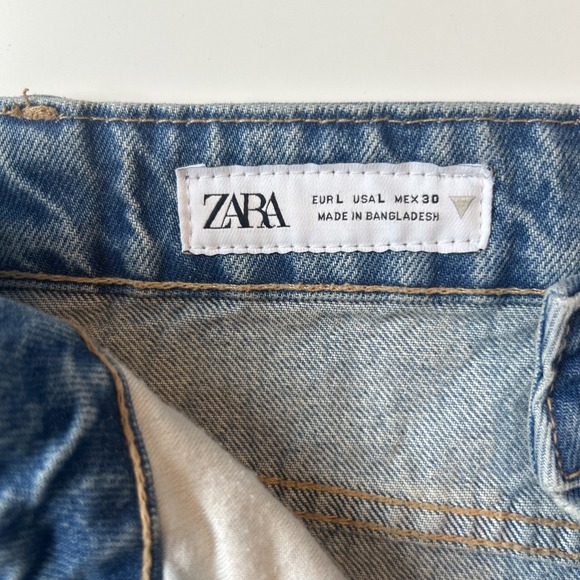 ZARA
EUR L USA L MEX 30
MADE IN BANGLADESH